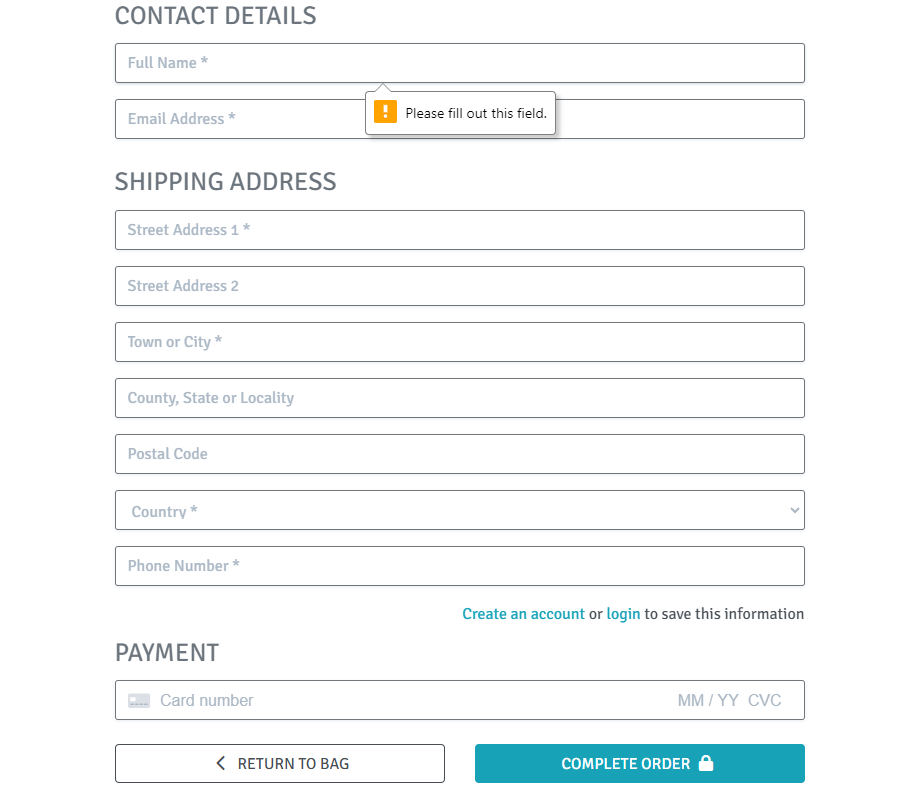 CONTACT DETAILS
Full Name *
Please fill out this field.
Email Address *
SHIPPING ADDRESS
Street Address 1 *
Street Address 2
Town or City *
County, State or Locality
Postal Code
Country *
Phone Number *
Create an account or login to save this information
PAYMENT
Card number MM / YY CVC
RETURN TO BAG COMPLETE ORDER